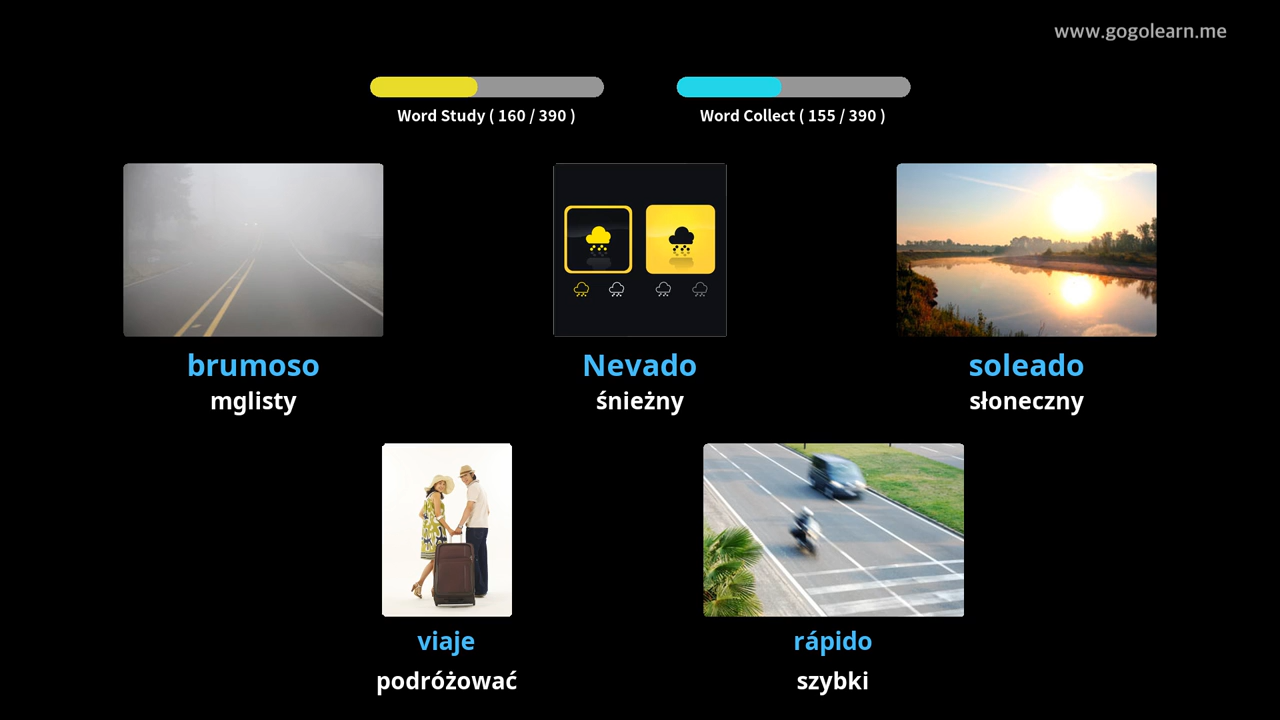 www.gogolearn.me
Word Study ( 160 / 390 )
Word Collect ( 155 / 390 )
brumoso
mglisty
Nevado
śnieżny
soleado
słoneczny
viaje
podróżować
rápido
szybki